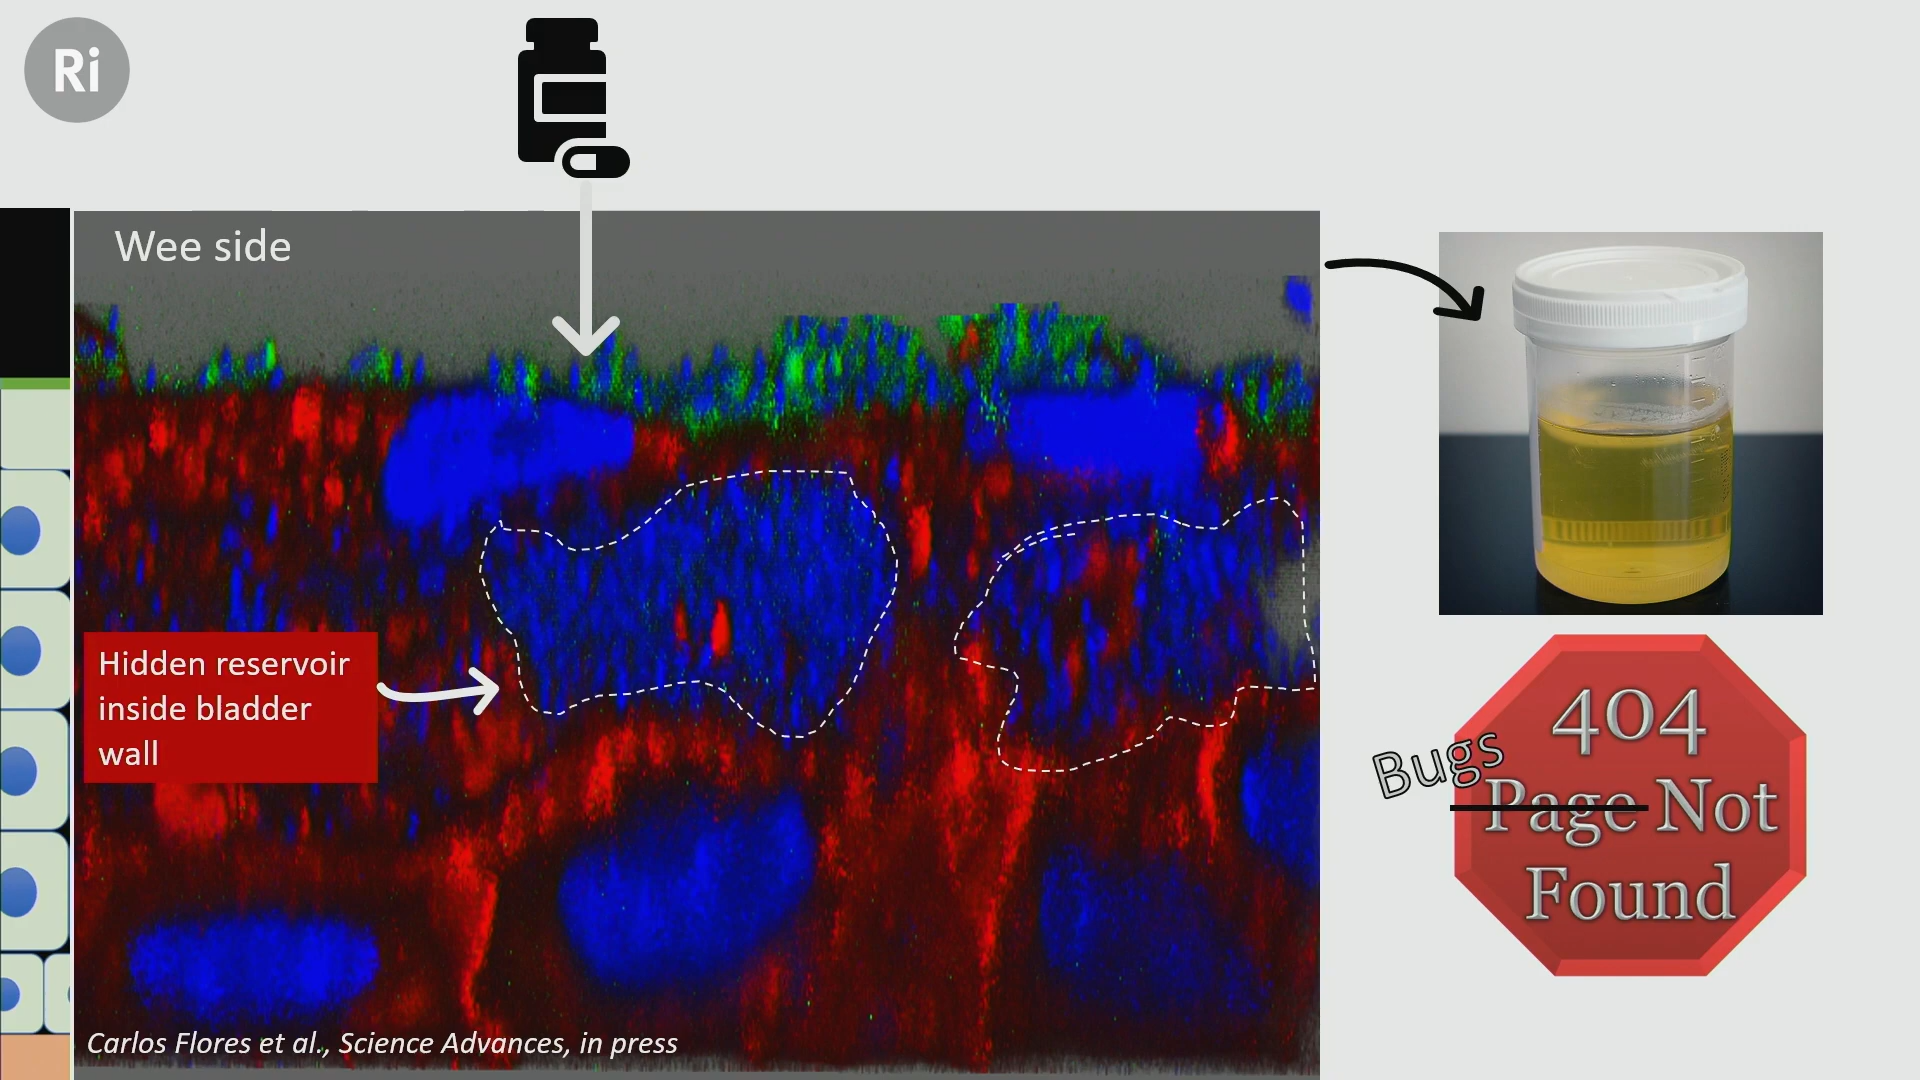 Ri
Wee side
Hidden reservoir
inside bladder
wall
Carlos Flores et al., Science Advances, in press
404
Bugs
Page Not
Found